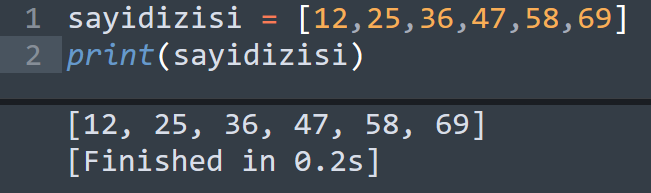 1 sayidizisi = [12,25,36,47,58,69]
2 print(sayidizisi)
[12, 25, 36, 47, 58, 69]
[Finished in 0.2s]